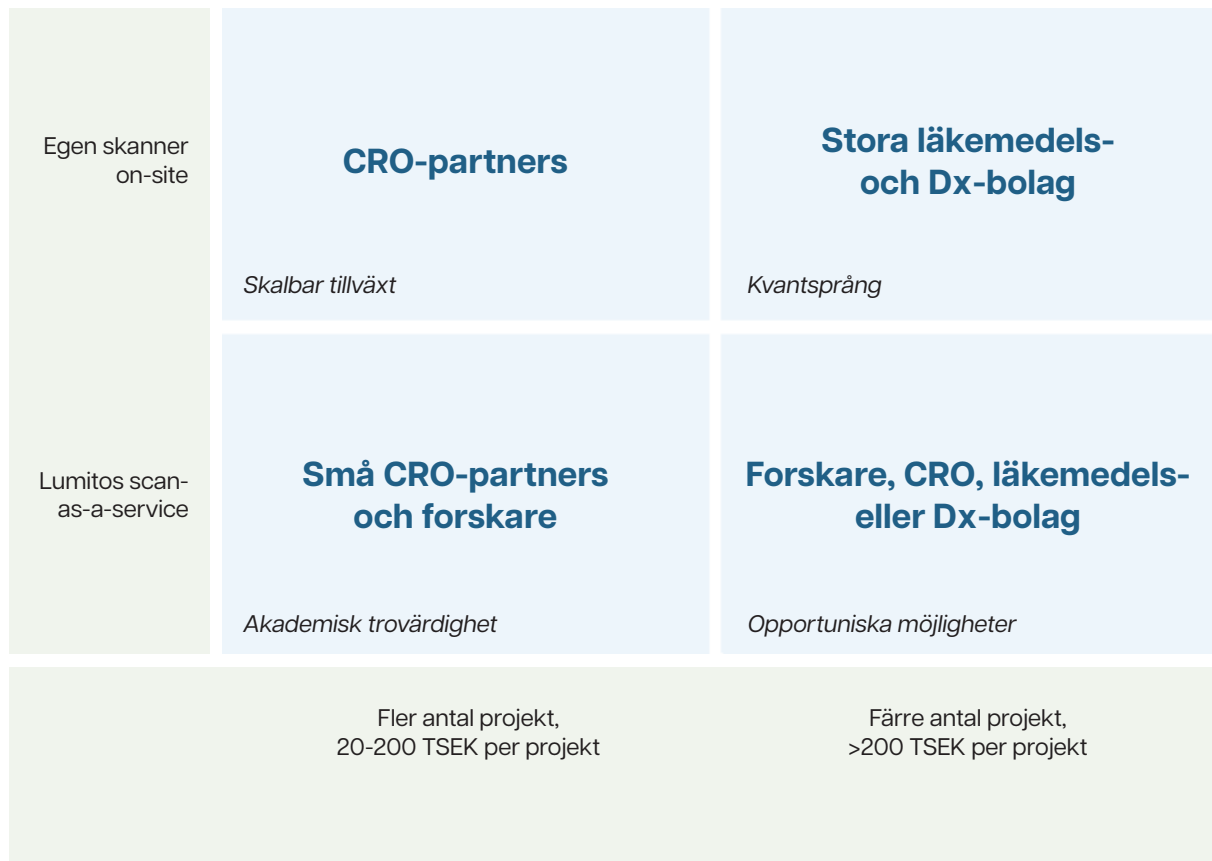 Egen skanner
on-site
CRO-partners
Skalbar tillväxt
Stora läkemedels-
och Dx-bolag
Kvantsprång
Lumitos scan-
as-a-service
Små CRO-partners
och forskare
Akademisk trovärdighet
Forskare, CRO, läkemedels-
eller Dx-bolag
Opportuniska möjligheter
Fler antal projekt,
20-200 TSEK per projekt
Färre antal projekt,
>200 TSEK per projekt